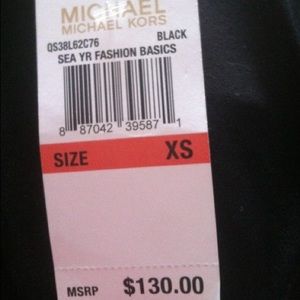 MICHAEL
MICHAEL KORS
QS38L62C76 BLACK
SEA YR FASHION BASICS
8 87042 39587 1
SIZE XS
MSRP $130.00